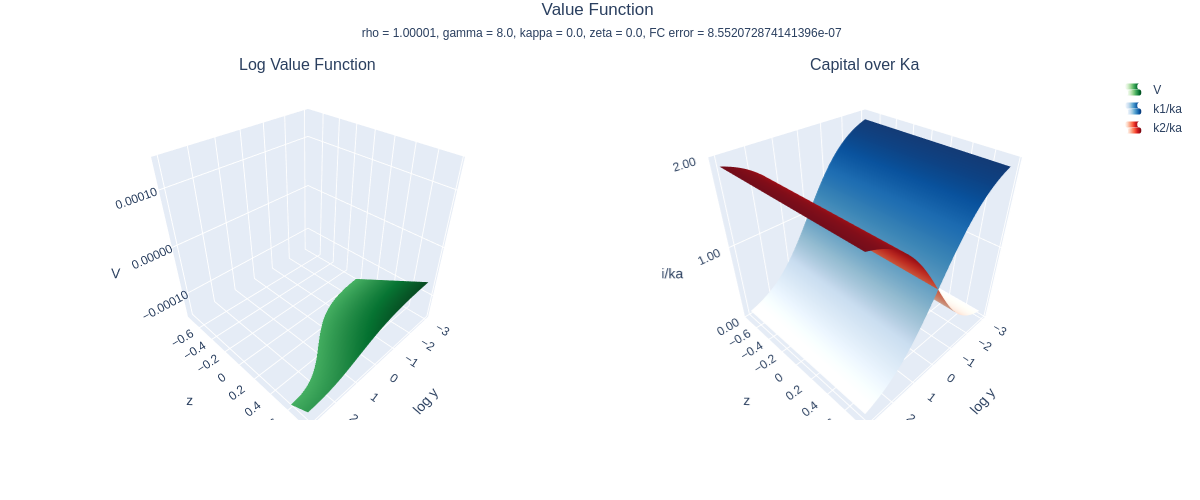 Value Function
rho = 1.00001, gamma = 8.0, kappa = 0.0, zeta = 0.0, FC error = 8.552072874141396e-07
Log Value Function
Capital over Ka
V
k1/ka
k2/ka
0.00010
0.00000
−0.00010
V
−0.6
−0.4
−0.2
0
0.2
0.4
z
−3
−2
−1
0
1
2
log y
2.00
1.00
0.00
i/ka
−0.6
−0.4
−0.2
0
0.2
0.4
z
−3
−2
−1
0
1
2
log y